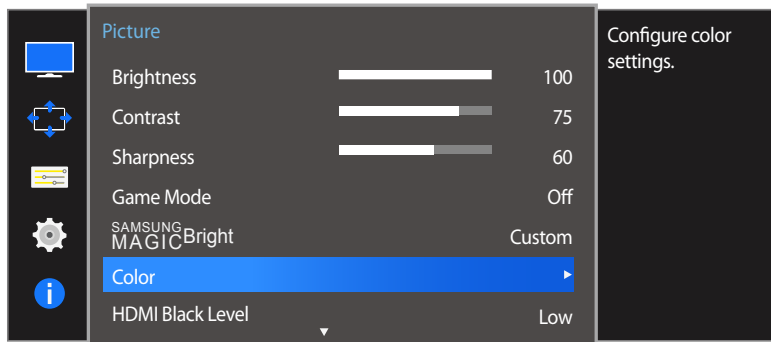 Picture
Brightness 100
Contrast 75
Sharpness 60
Game Mode Off
SAMSUNG
MAGICBright Custom
Color
HDMI Black Level Low
Configure color
settings.
i